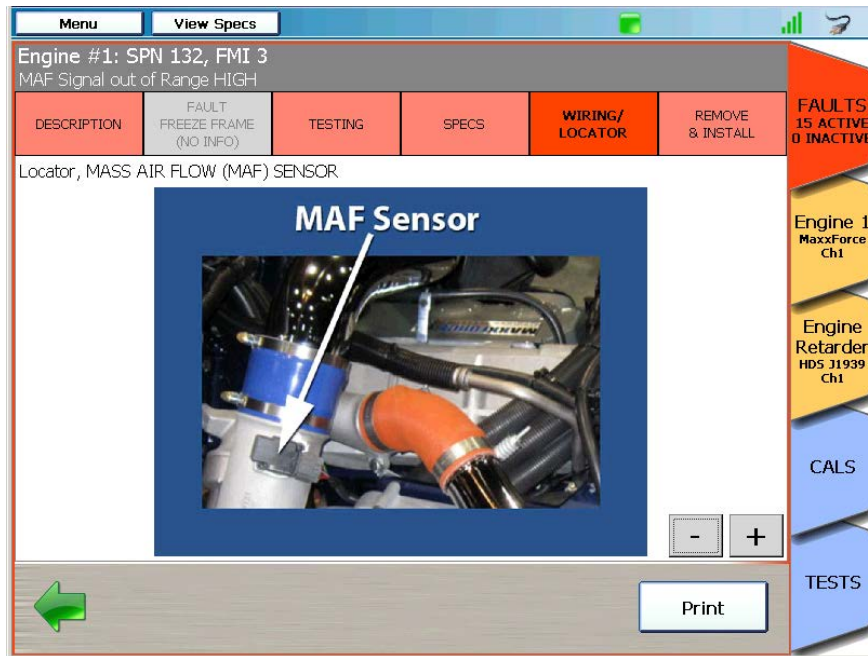 Menu
View Specs
Engine #1: SPN 132, FMI 3
MAF Signal out of Range HIGH
DESCRIPTION
FAULT
FREEZE FRAME
(NO INFO)
TESTING
SPECS
WIRING/
LOCATOR
REMOVE
& INSTALL
Locator, MASS AIR FLOW (MAF) SENSOR
MAF Sensor
-
+
Print
FAULTS
15 ACTIVE
0 INACTIVE
Engine 1
MaxxForce
Ch1
Engine
Retarder
HDS J1939
Ch1
CALS
TESTS